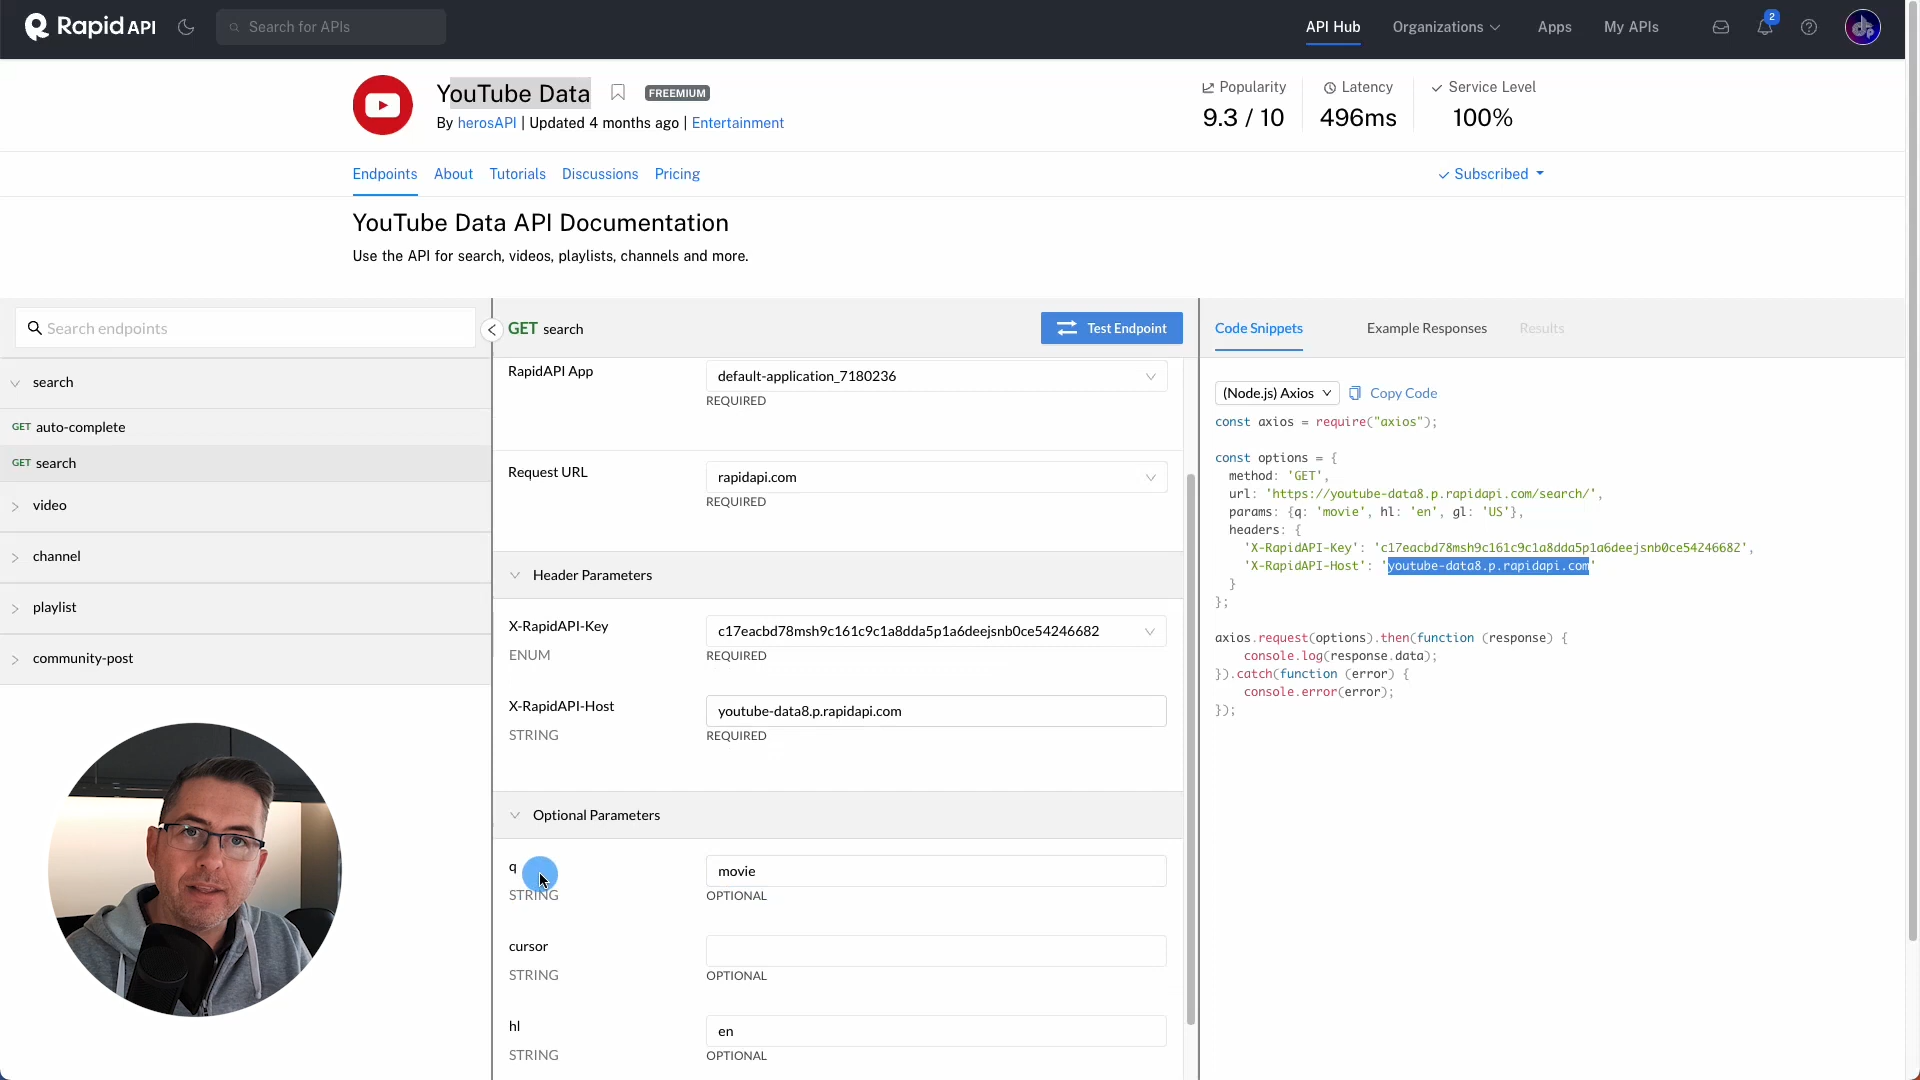 Rapid API
Search for APIs
API Hub
Organizations
Apps
My APIs
2
YouTube Data
FREEMIUM
By herosAPI | Updated 4 months ago | Entertainment
Popularity
9.3 / 10
Latency
496ms
Service Level
100%
Endpoints
About
Tutorials
Discussions
Pricing
Subscribed
YouTube Data API Documentation
Use the API for search, videos, playlists, channels and more.
Search endpoints
search
GET auto-complete
GET search
video
channel
playlist
community-post
GET search
Test Endpoint
RapidAPI App
default-application_7180236
REQUIRED
Request URL
rapidapi.com
REQUIRED
Header Parameters
X-RapidAPI-Key
c17eacbd78msh9c161c9c1a8dda5p1a6deejsnb0ce54246682
ENUM
REQUIRED
X-RapidAPI-Host
youtube-data8.p.rapidapi.com
STRING
REQUIRED
Optional Parameters
q
movie
STRING
OPTIONAL
cursor
STRING
OPTIONAL
hl
en
STRING
OPTIONAL
Code Snippets
Example Responses
Results
(Node.js) Axios
Copy Code
const axios = require("axios");
const options = {
method: 'GET',
url: 'https://youtube-data8.p.rapidapi.com/search/',
params: {q: 'movie', hl: 'en', gl: 'US'},
headers: {
'X-RapidAPI-Key': 'c17eacbd78msh9c161c9c1a8dda5p1a6deejsnb0ce54246682',
'X-RapidAPI-Host': 'youtube-data8.p.rapidapi.com'
}
};
axios.request(options).then(function (response) {
console.log(response.data);
}).catch(function (error) {
console.error(error);
});